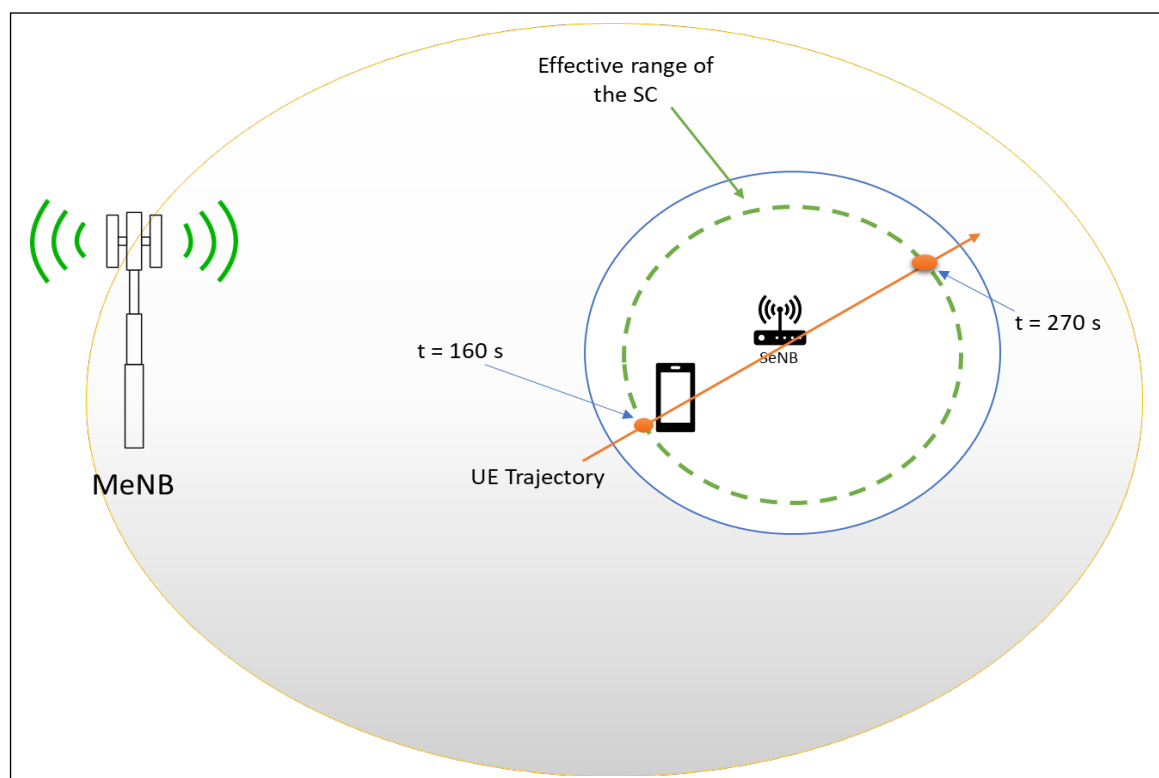 Effective range of
the SC
t = 270 s
t = 160 s
SeNB
MeNB
UE Trajectory